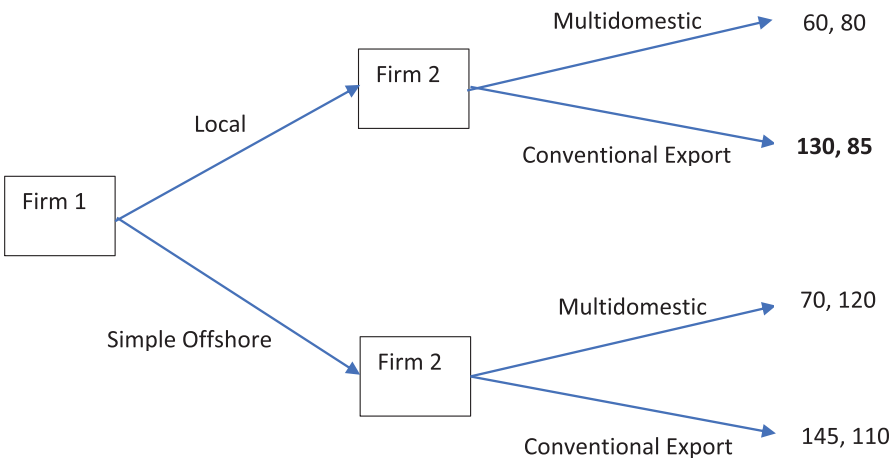 Multidomestic
60, 80
Firm 2
Local
130, 85
Conventional Export
Firm 1
Multidomestic
70, 120
Simple Offshore
Firm 2
145, 110
Conventional Export